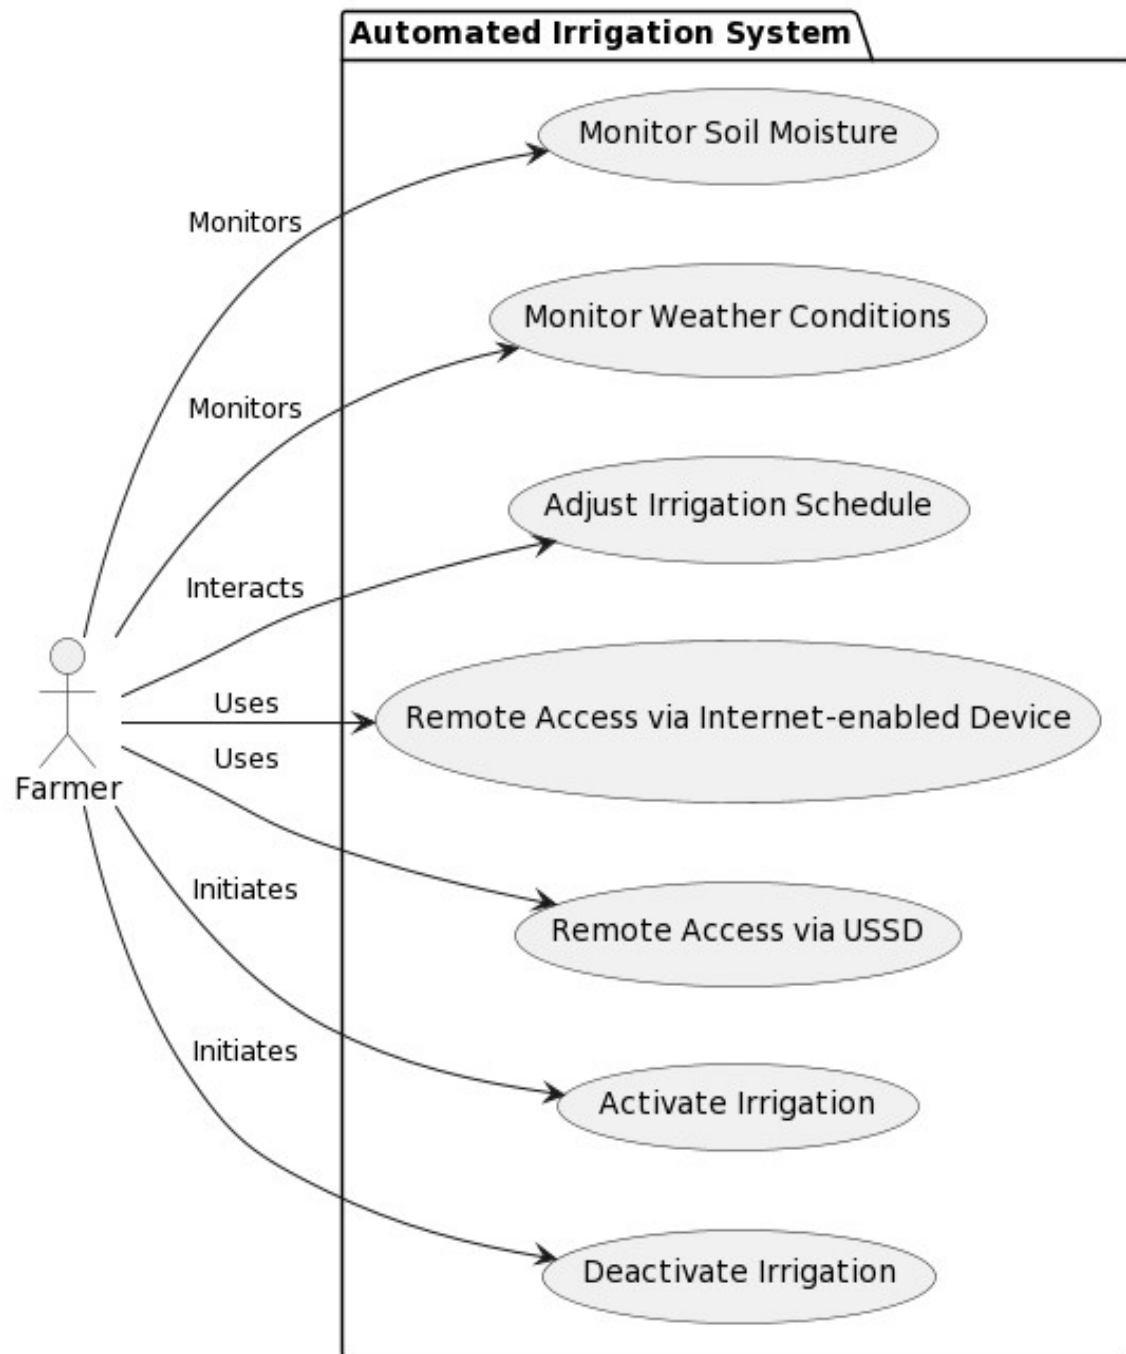 Automated Irrigation System
Monitor Soil Moisture
Monitors
Monitor Weather Conditions
Monitors
Adjust Irrigation Schedule
Interacts
Uses
Remote Access via Internet-enabled Device
Uses
Farmer
Initiates
Remote Access via USSD
Initiates
Activate Irrigation
Deactivate Irrigation